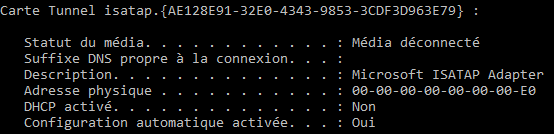 Carte Tunnel isatap.{AE128E91-32E0-4343-9853-3CDF3D963E79} :
Statut du média. . . . . . . . . . . . : Média déconnecté
Suffixe DNS propre à la connexion. . . :
Description. . . . . . . . . . . . . . : Microsoft ISATAP Adapter
Adresse physique . . . . . . . . . . . : 00-00-00-00-00-00-00-E0
DHCP activé. . . . . . . . . . . . . . : Non
Configuration automatique activée. . . : Oui